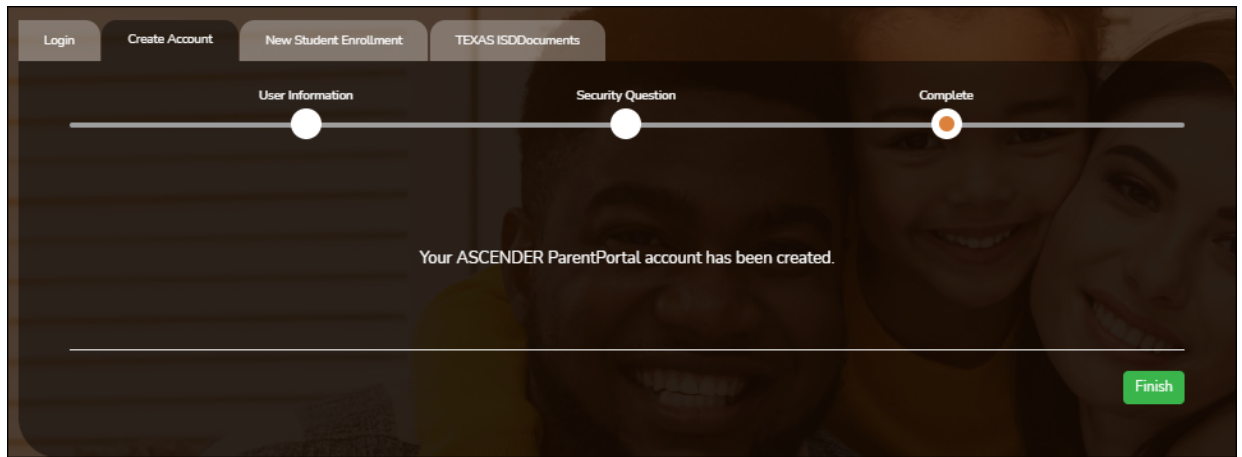 Login Create Account New Student Enrollment TEXAS ISDDocuments
User Information Security Question Complete
Your ASCENDER ParentPortal account has been created.
Finish